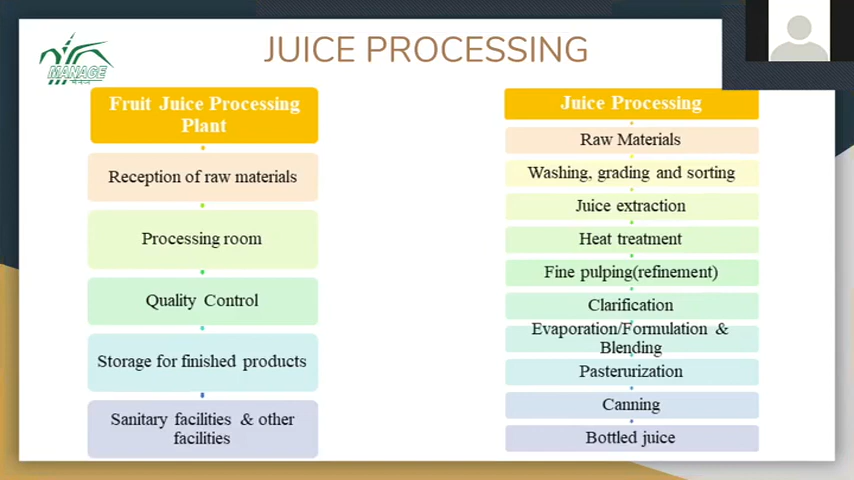 JUICE PROCESSING
MANAGE
Fruit Juice Processing
Plant
Reception of raw materials
Processing room
Quality Control
Storage for finished products
Sanitary facilities & other
facilities
Juice Processing
Raw Materials
Washing, grading and sorting
Juice extraction
Heat treatment
Fine pulping(refinement)
Clarification
Evaporation/Formulation &
Blending
Pasterurization
Canning
Bottled juice